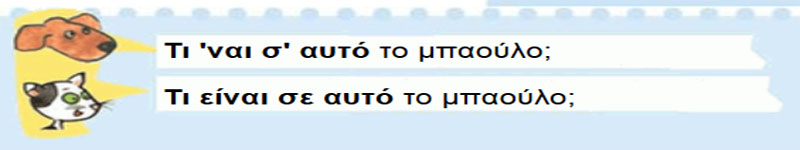 Τι 'ναι σ' αυτό το μπαούλο;
Τι είναι σε αυτό το μπαούλο;